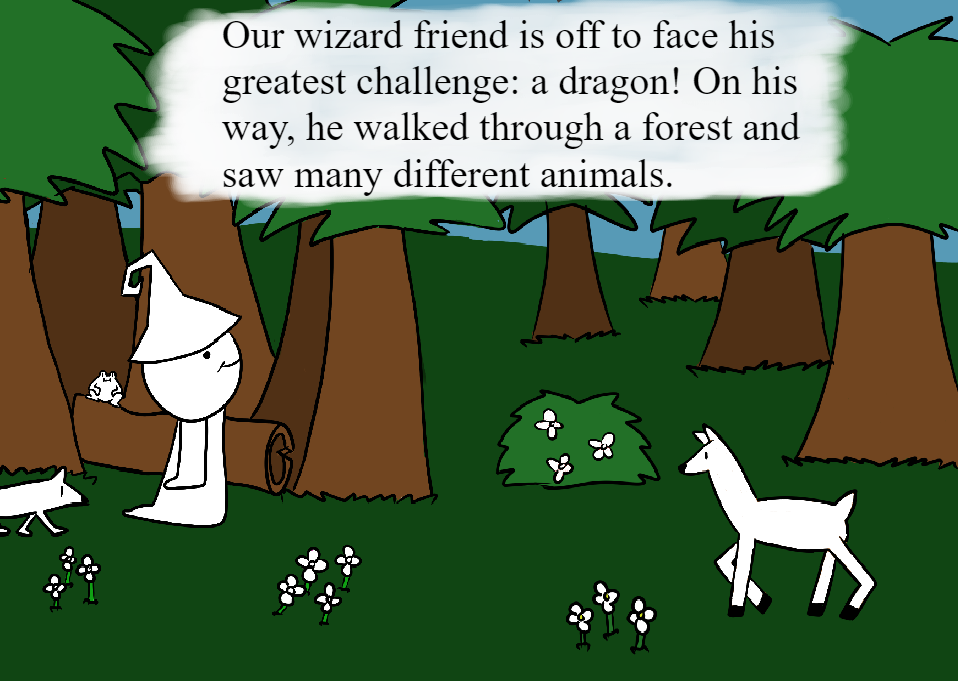 Our wizard friend is off to face his
greatest challenge: a dragon! On his
way, he walked through a forest and
saw many different animals.